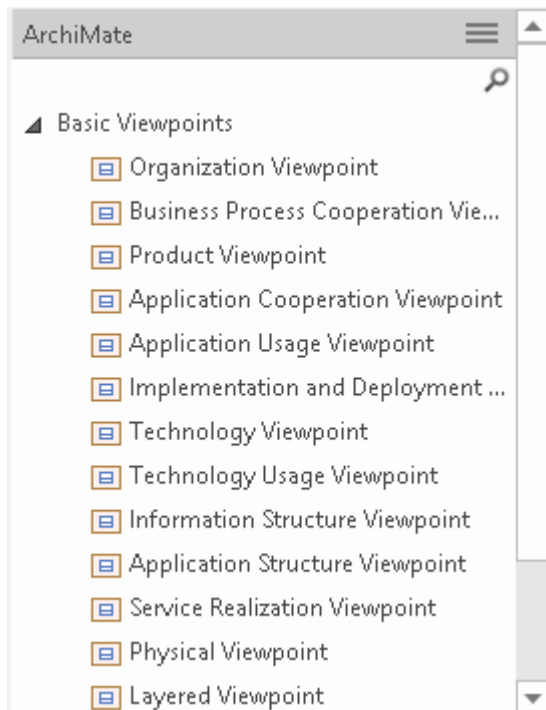 ArchiMate
Basic Viewpoints
Organization Viewpoint
Business Process Cooperation Vie...
Product Viewpoint
Application Cooperation Viewpoint
Application Usage Viewpoint
Implementation and Deployment ...
Technology Viewpoint
Technology Usage Viewpoint
Information Structure Viewpoint
Application Structure Viewpoint
Service Realization Viewpoint
Physical Viewpoint
Layered Viewpoint